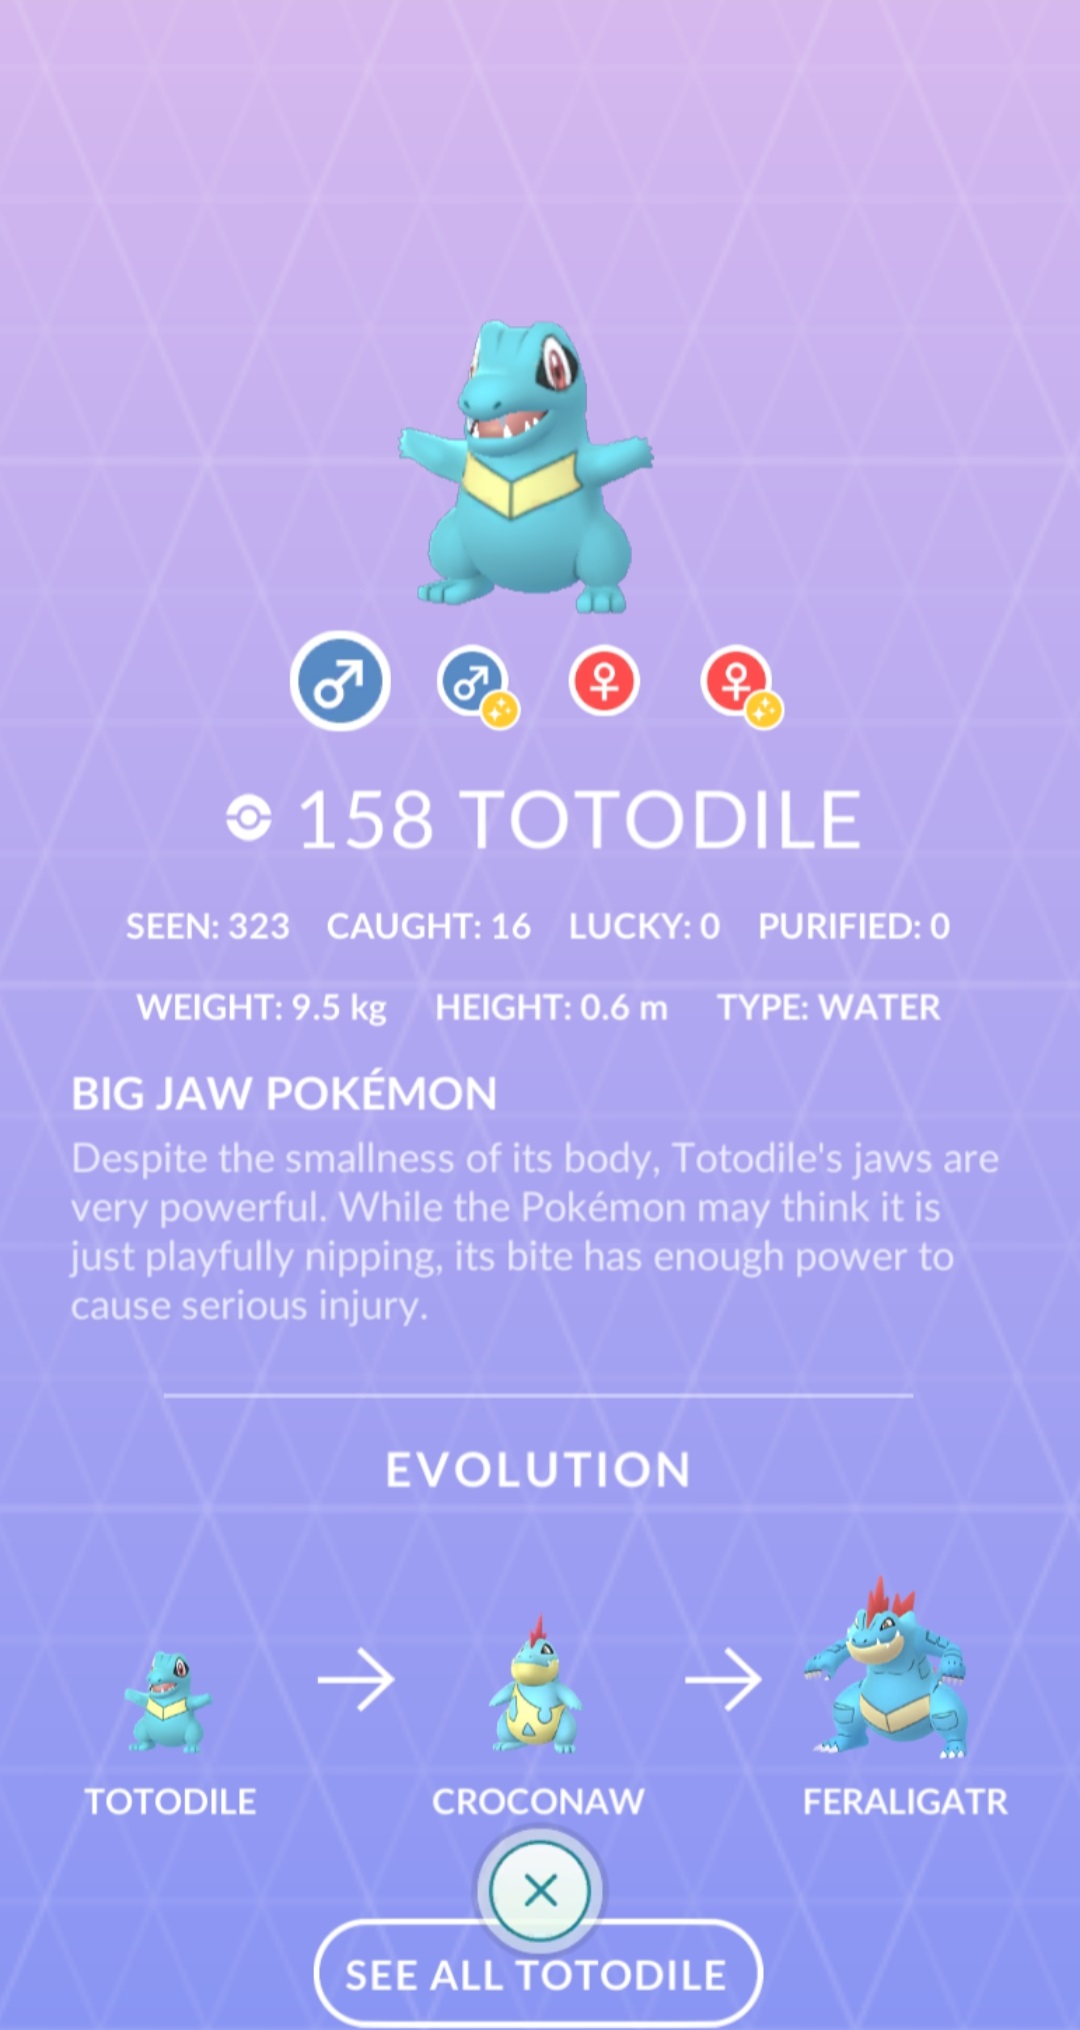 158 TOTODILE
SEEN: 323 CAUGHT: 16 LUCKY: 0 PURIFIED: 0
WEIGHT: 9.5 kg HEIGHT: 0.6 m TYPE: WATER
BIG JAW POKÉMON
Despite the smallness of its body, Totodile's jaws are
very powerful. While the Pokémon may think it is
just playfully nipping, its bite has enough power to
cause serious injury.
EVOLUTION
TOTODILE CROCONAW FERALIGATR
SEE ALL TOTODILE